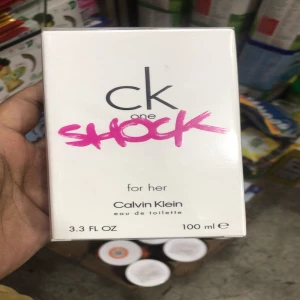 ck
one
SHOCK
for her
Calvin Klein
eau de toilette
3.3 FL OZ 100 ml ℮